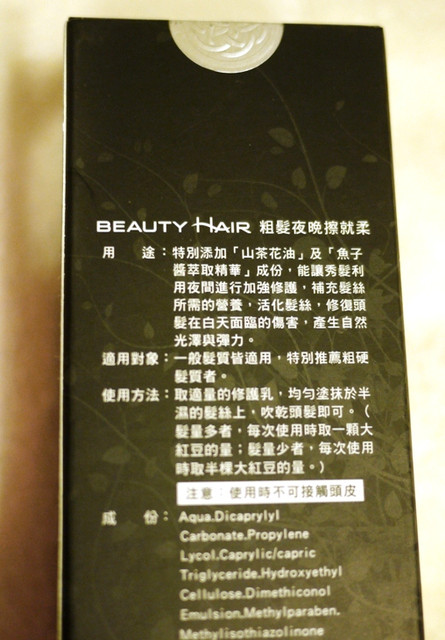 BEAUTY HAIR 粗髮夜晚擦就柔
用 途：特別添加「山茶花油」及「魚子
醬萃取精華」成份，能讓秀髮利
用夜間進行加強修護，補充髮絲
所需的營養，活化髮絲，修復頭
髮在白天面臨的傷害，產生自然
光澤與彈力。
適用對象：一般髮質皆適用，特別推薦粗硬
髮質者。
使用方法：取適量的修護乳，均勻塗抹於半
濕的髮絲上，吹乾頭髮即可。（
髮量多者，每次使用時取一顆大
紅豆的量；髮量少者，每次使用
時取半棵大紅豆的量。）
注意：使用時不可接觸頭皮
成 份：Aqua.Dicaprylyl
Carbonate.Propylene
Lycol.Caprylic/capric
Triglyceride.Hydroxyethyl
Cellulose.Dimethiconol
Emulsion.Methylparaben.
Methylisothiazolinone